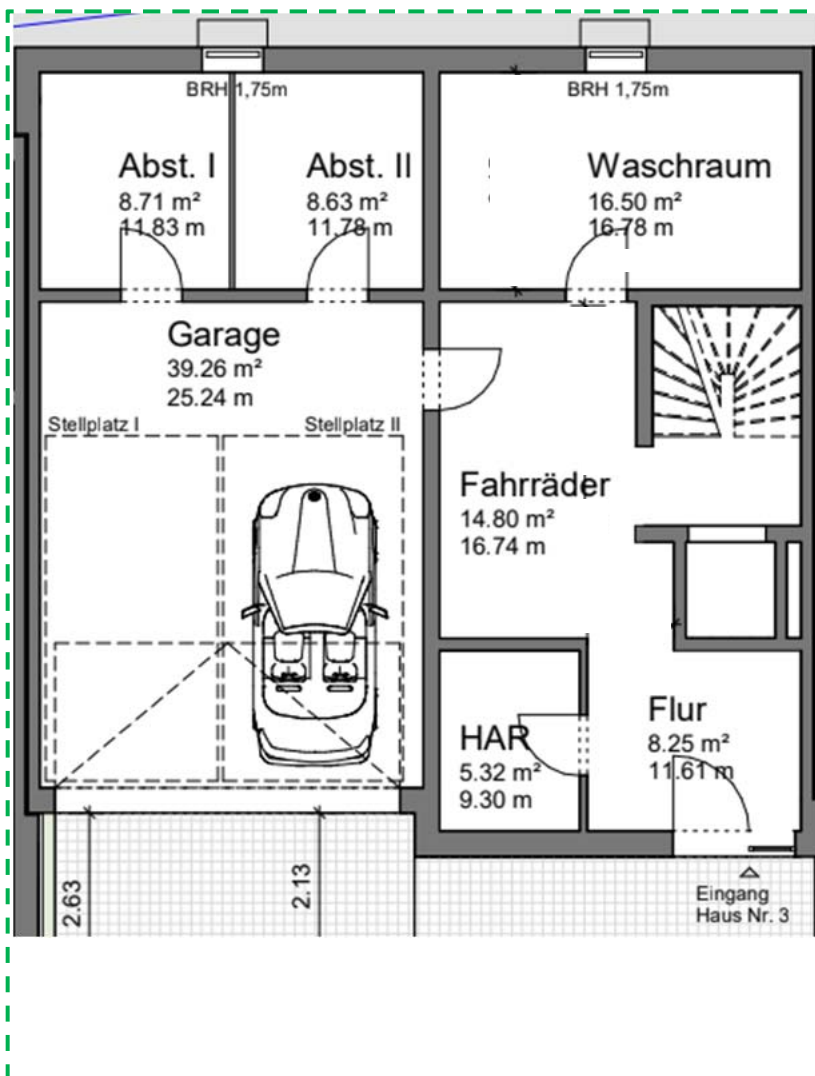 BRH 1,75m
BRH 1,75m
Abst. I
8.71 m²
11.83 m
Abst. II
8.63 m²
11.78 m
Waschraum
16.50 m²
16.78 m
Garage
39.26 m²
25.24 m
Stellplatz I
Stellplatz II
Fahrräder
14.80 m²
16.74 m
HAR
5.32 m²
9.30 m
Flur
8.25 m²
11.61 m
2.63
2.13
Eingang
Haus Nr. 3